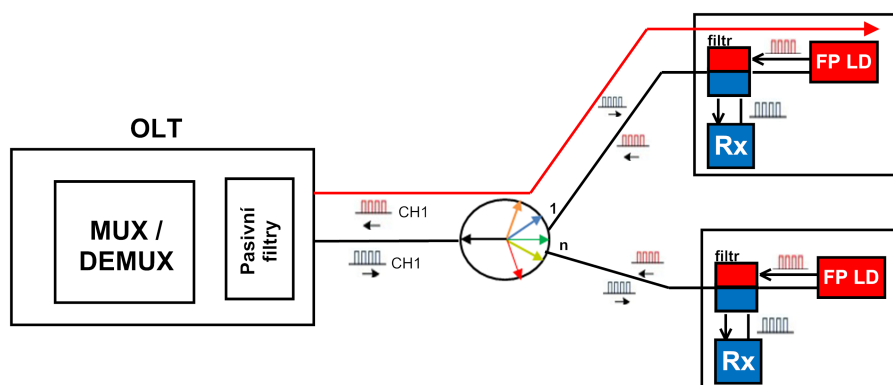 OLT
MUX /
DEMUX
Pasivní
filtry
CH1
CH1
1
n
filtr
FP LD
Rx
filtr
FP LD
Rx